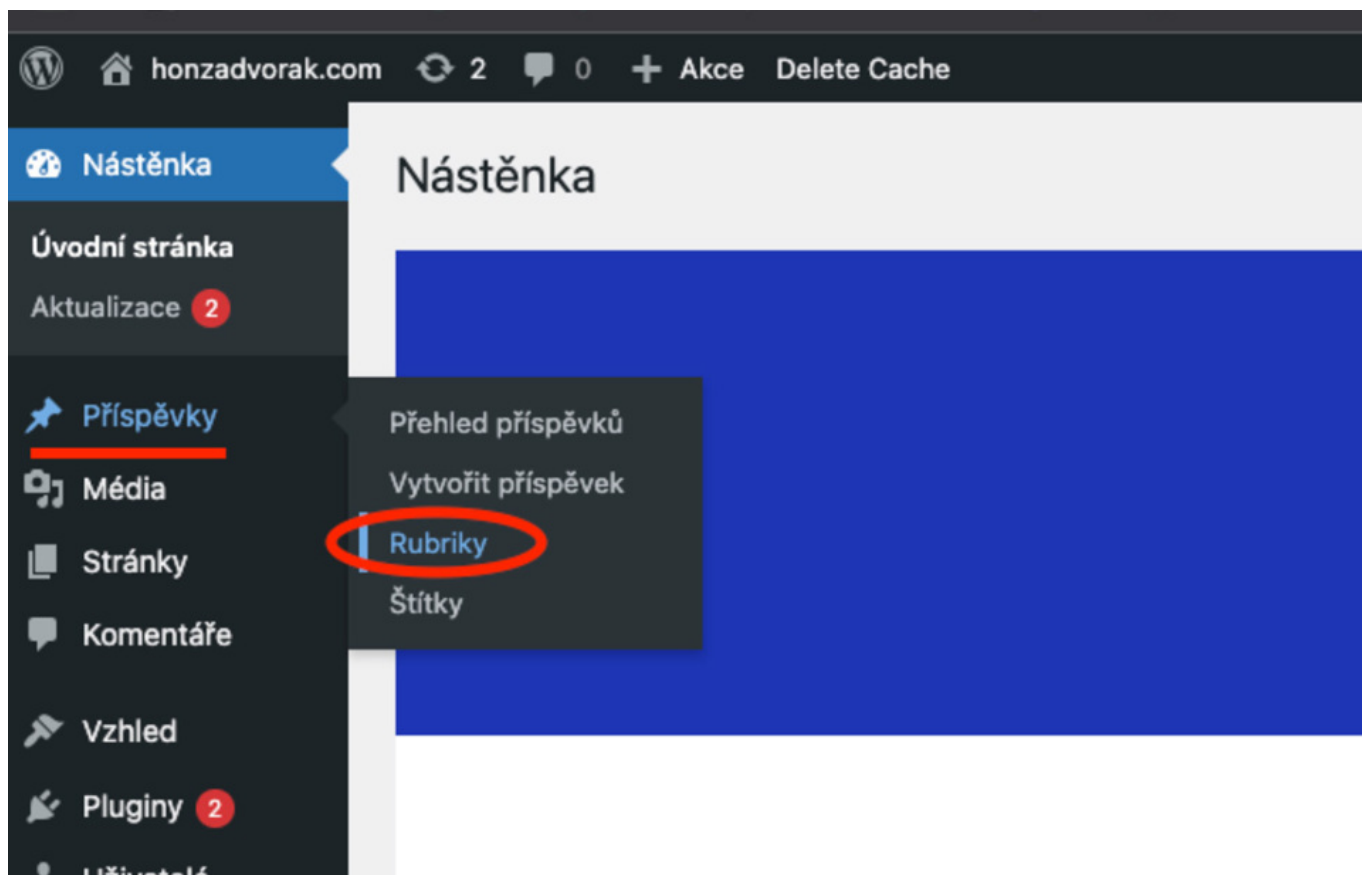 honzadvorak.com 2 0 + Akce Delete Cache
Nástěnka
Úvodní stránka
Aktualizace 2
Příspěvky
Média
Stránky
Komentáře
Vzhled
Pluginy 2
Nástěnka
Přehled příspěvků
Vytvořit příspěvek
Rubriky
Štítky